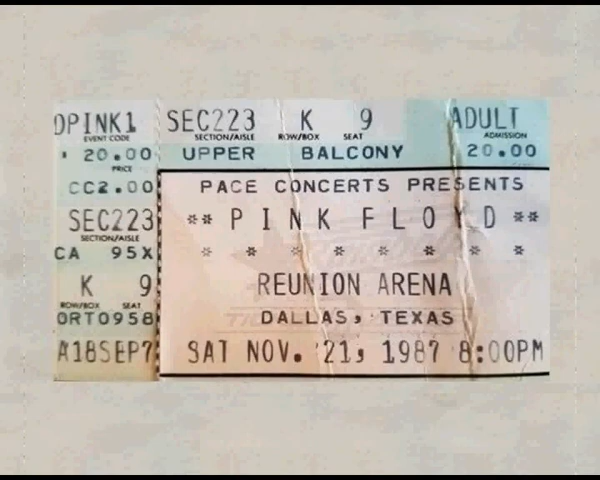 DPINK1 SEC223 K 9 ADULT
EVENT CODE SECTION/AISLE ROW/BOX SEAT ADMISSION
20.00 UPPER BALCONY 20.00
PRICE
CC2.00 PACE CONCERTS PRESENTS
SEC223 ** PINK FLOYD **
SECTION/AISLE
CA 95X * * * * * * * *
K 9 REUNION ARENA
ROW/BOX SEAT
ORT0958 DALLAS, TEXAS
A18SEP7 SAT NOV. 21, 1987 8:00PM